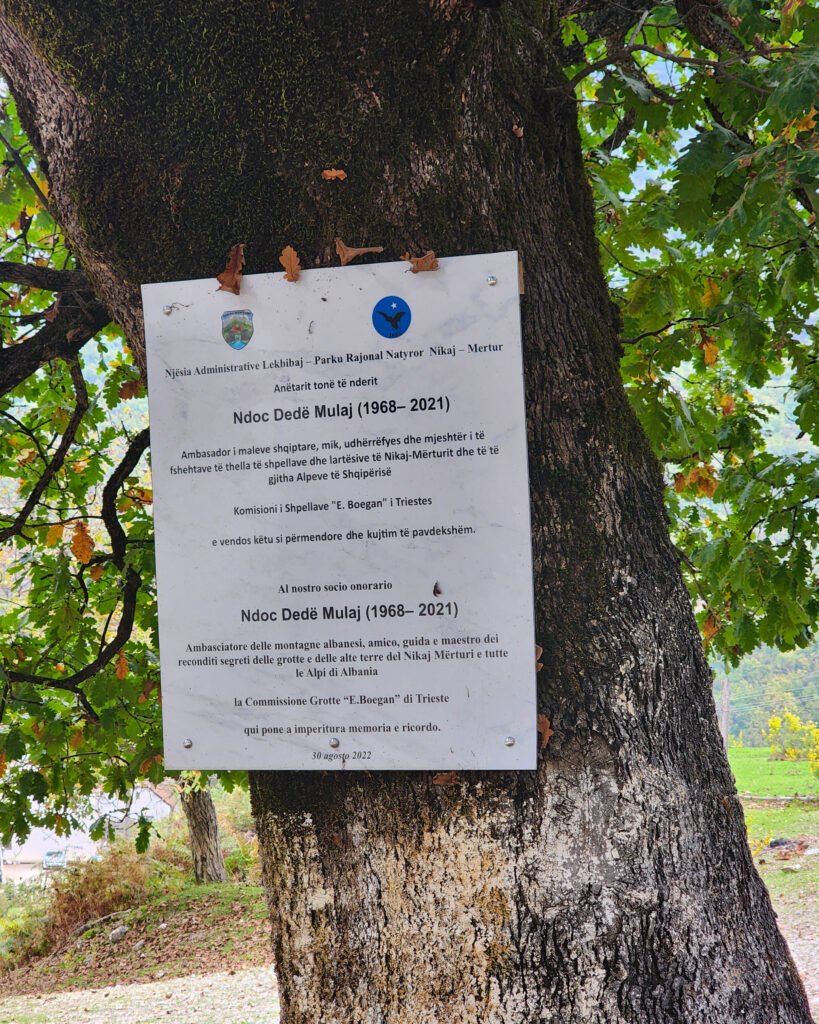 Njësia Administrative Lekbibaj – Parku Rajonal Natyror Nikaj – Mertur
Anëtarit tonë të nderit
Ndoc Dedë Mulaj (1968– 2021)
Ambasador i maleve shqiptare, mik, udhërrëfyes dhe mjeshtër i të
fshehtave të thella të shpellave dhe lartësive të Nikaj-Mërturit dhe të të
gjitha Alpeve të Shqipërisë
Komisioni i Shpellave "E. Boegan" i Triestes
e vendos këtu si përmendore dhe kujtim të pavdekshëm.
Al nostro socio onorario
Ndoc Dedë Mulaj (1968– 2021)
Ambasciatore delle montagne albanesi, amico, guida e maestro dei
reconditi segreti delle grotte e delle alte terre del Nikaj Mërturi e tutte
le Alpi di Albania
la Commissione Grotte “E.Boegan” di Trieste
qui pone a imperitura memoria e ricordo.
30 agosto 2022